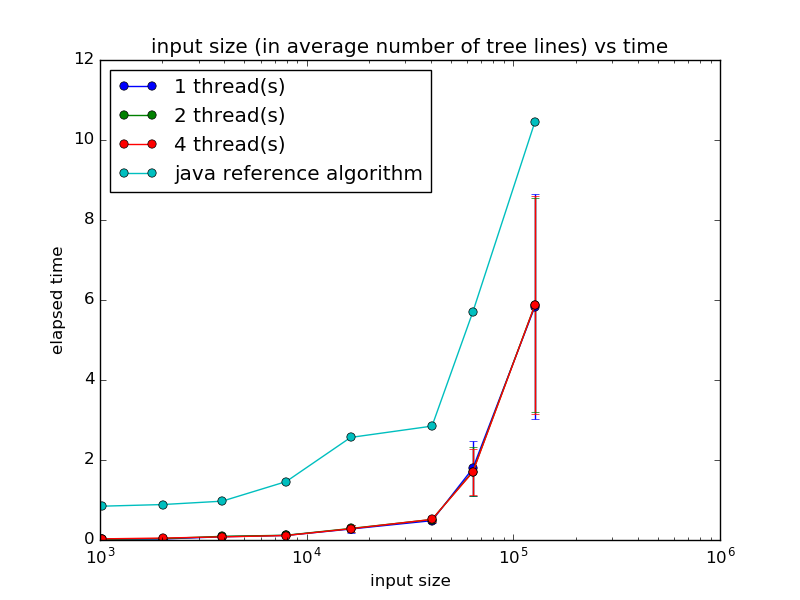 input size (in average number of tree lines) vs time
12
10
8
6
4
2
0
elapsed time
1 thread(s)
2 thread(s)
4 thread(s)
java reference algorithm
10³
10⁴
10⁵
10⁶
input size